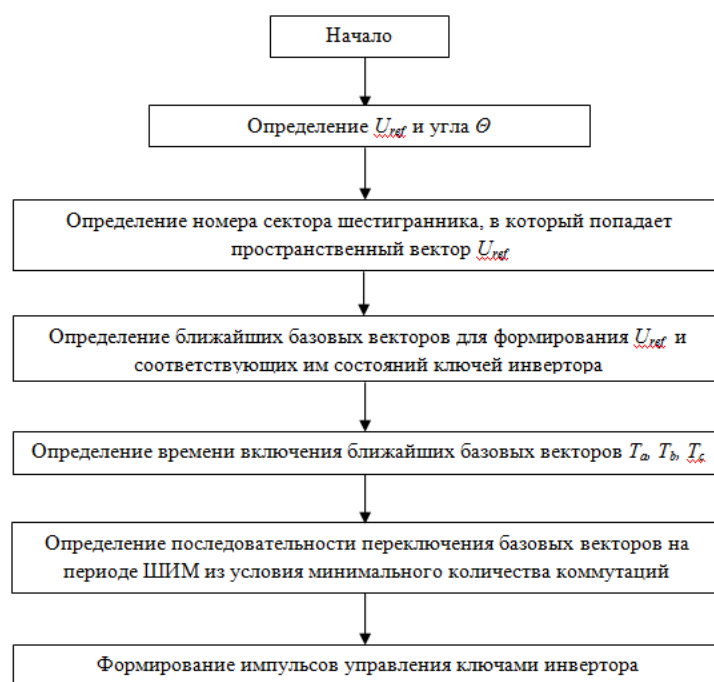 Начало
Определение Uref и угла Θ
Определение номера сектора шестигранника, в который попадает
пространственный вектор Uref
Определение ближайших базовых векторов для формирования Uref и
соответствующих им состояний ключей инвертора
Определение времени включения ближайших базовых векторов Ta, Tb, Tc
Определение последовательности переключения базовых векторов на
периоде ШИМ из условия минимального количества коммутаций
Формирование импульсов управления ключами инвертора